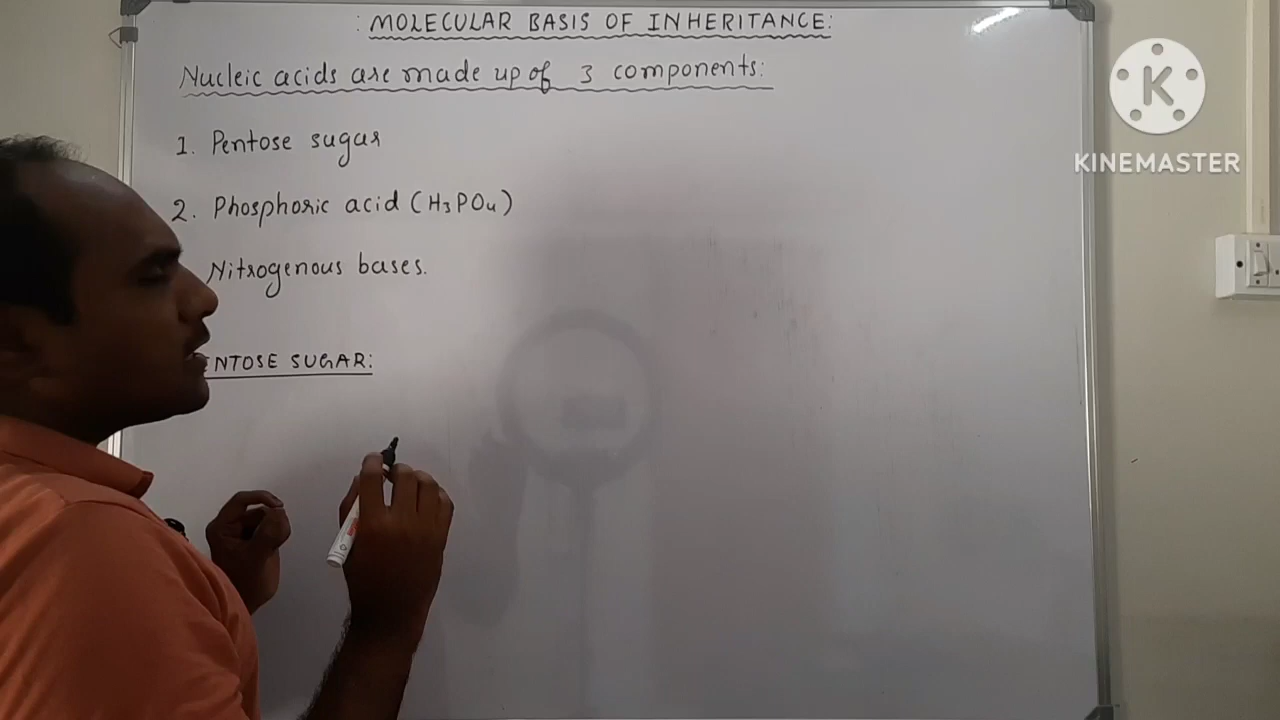 : MOLECULAR BASIS OF INHERITANCE:
Nucleic acids are made up of 3 components:
1. Pentose sugar
2. Phosphoric acid (H3PO4)
Nitrogenous bases.
NTOSE SUGAR:
K
KINEMASTER